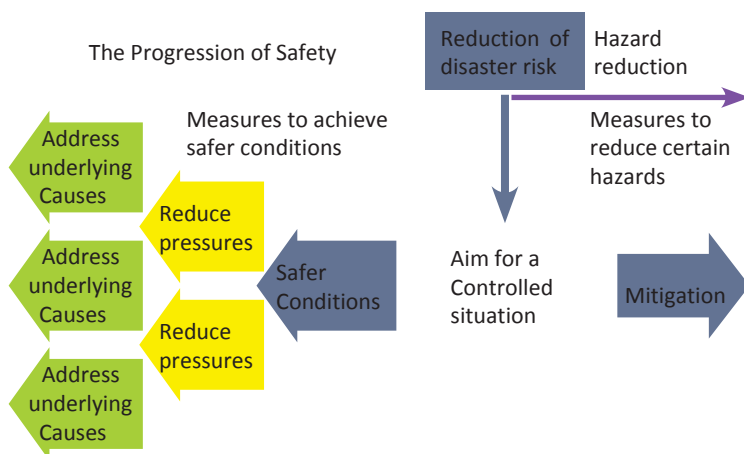 The Progression of Safety
Reduction of
disaster risk
Hazard
reduction
Measures to achieve
safer conditions
Measures to
reduce certain
hazards
Address
underlying
Causes
Reduce
pressures
Address
underlying
Causes
Safer
Conditions
Aim for a
Controlled
situation
Mitigation
Reduce
pressures
Address
underlying
Causes